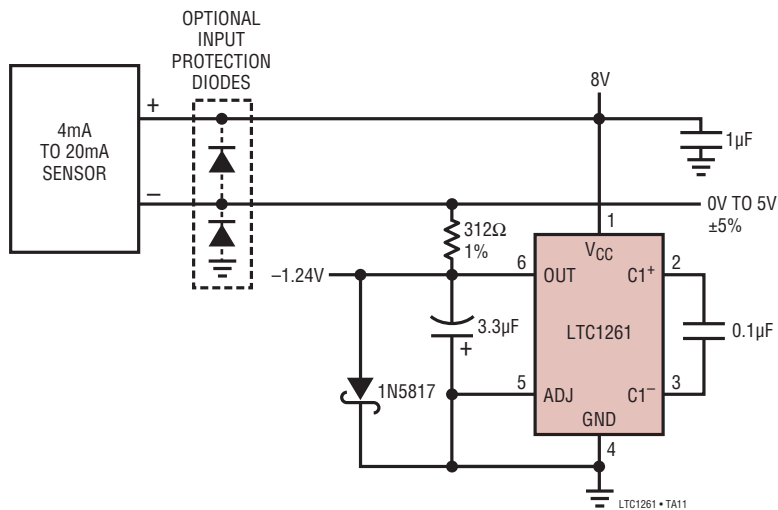 OPTIONAL
INPUT
PROTECTION
DIODES
8V
+
4mA
TO 20mA
SENSOR
1µF
−
0V TO 5V
±5%
312Ω
1%
1
VCC
−1.24V
6
OUT
C1+
2
3.3µF
+
LTC1261
0.1µF
1N5817
5
ADJ
C1−
3
GND
4
LTC1261 • TA11